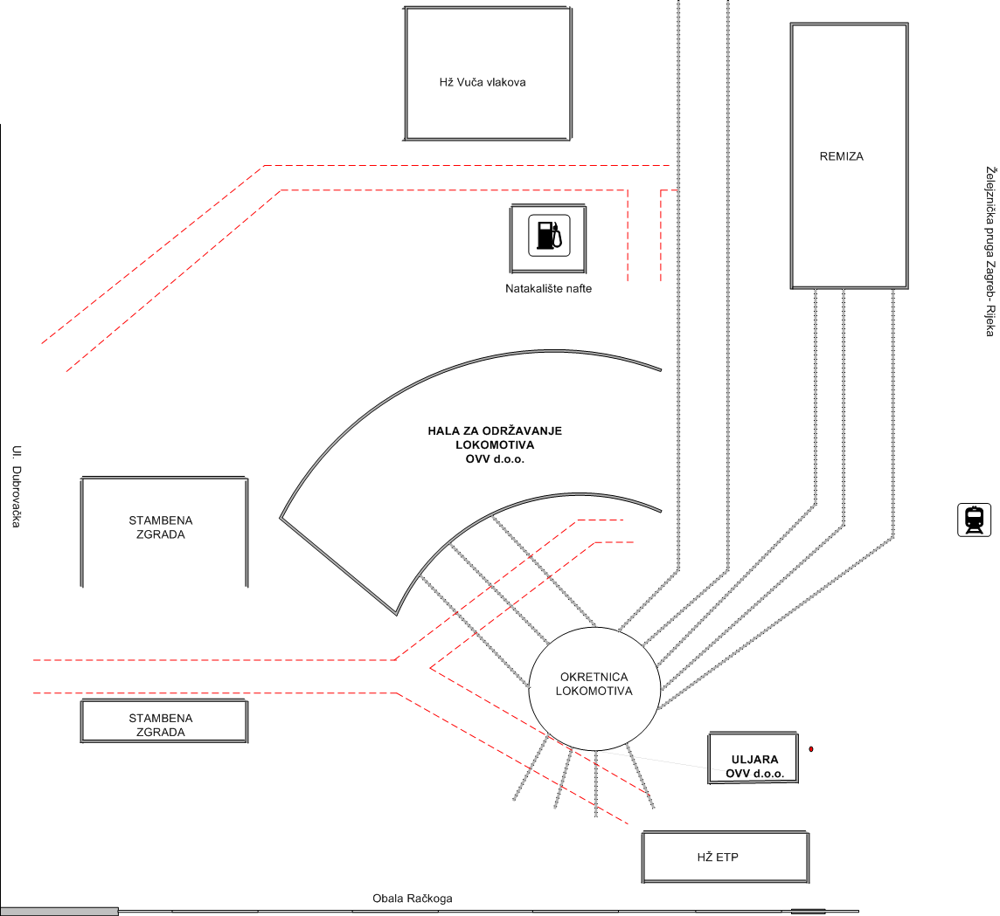 Hž Vuča vlakova
REMIZA
Želejznička pruga Zagreb- Rijeka
Natakalište nafte
HALA ZA ODRŽAVANJE
LOKOMOTIVA
OVV d.o.o.
Ul. Dubrovačka
STAMBENA
ZGRADA
OKRETNICA
LOKOMOTIVA
STAMBENA
ZGRADA
ULJARA
OVV d.o.o.
HŽ ETP
Obala Račkoga